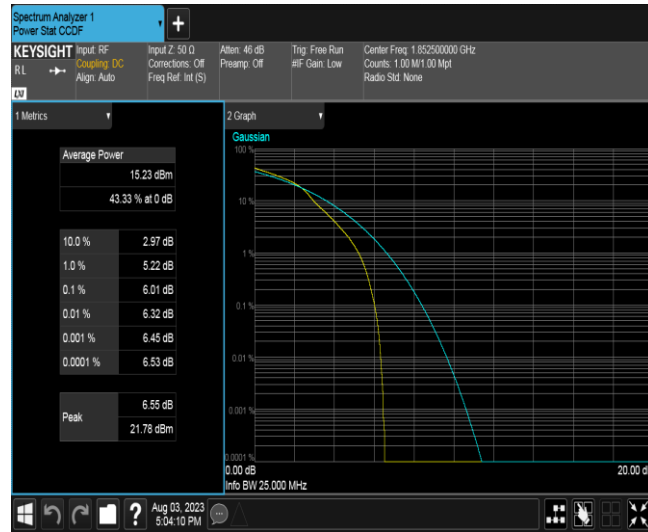 Spectrum Analyzer 1
Power Stat CCDF
KEYSIGHT Input: RF Input Z: 50 Ω Atten: 46 dB Trig: Free Run Center Freq: 1.852500000 GHz
RL Coupling: DC Corrections: Off Preamp: Off #IF Gain: Low Counts: 1.00 M/1.00 Mpt
Align: Auto Freq Ref: Int (S) Radio Std: None
LXI
1 Metrics
Average Power
15.23 dBm
43.33 % at 0 dB
10.0 % 2.97 dB
1.0 % 5.22 dB
0.1 % 6.01 dB
0.01 % 6.32 dB
0.001 % 6.45 dB
0.0001 % 6.53 dB
Peak 6.55 dB
21.78 dBm
2 Graph
Gaussian
100 %
10 %
1 %
0.1 %
0.01 %
0.001 %
0.0001 %
0.00 dB 20.00 d
Info BW 25.000 MHz
Aug 03, 2023
5:04:10 PM